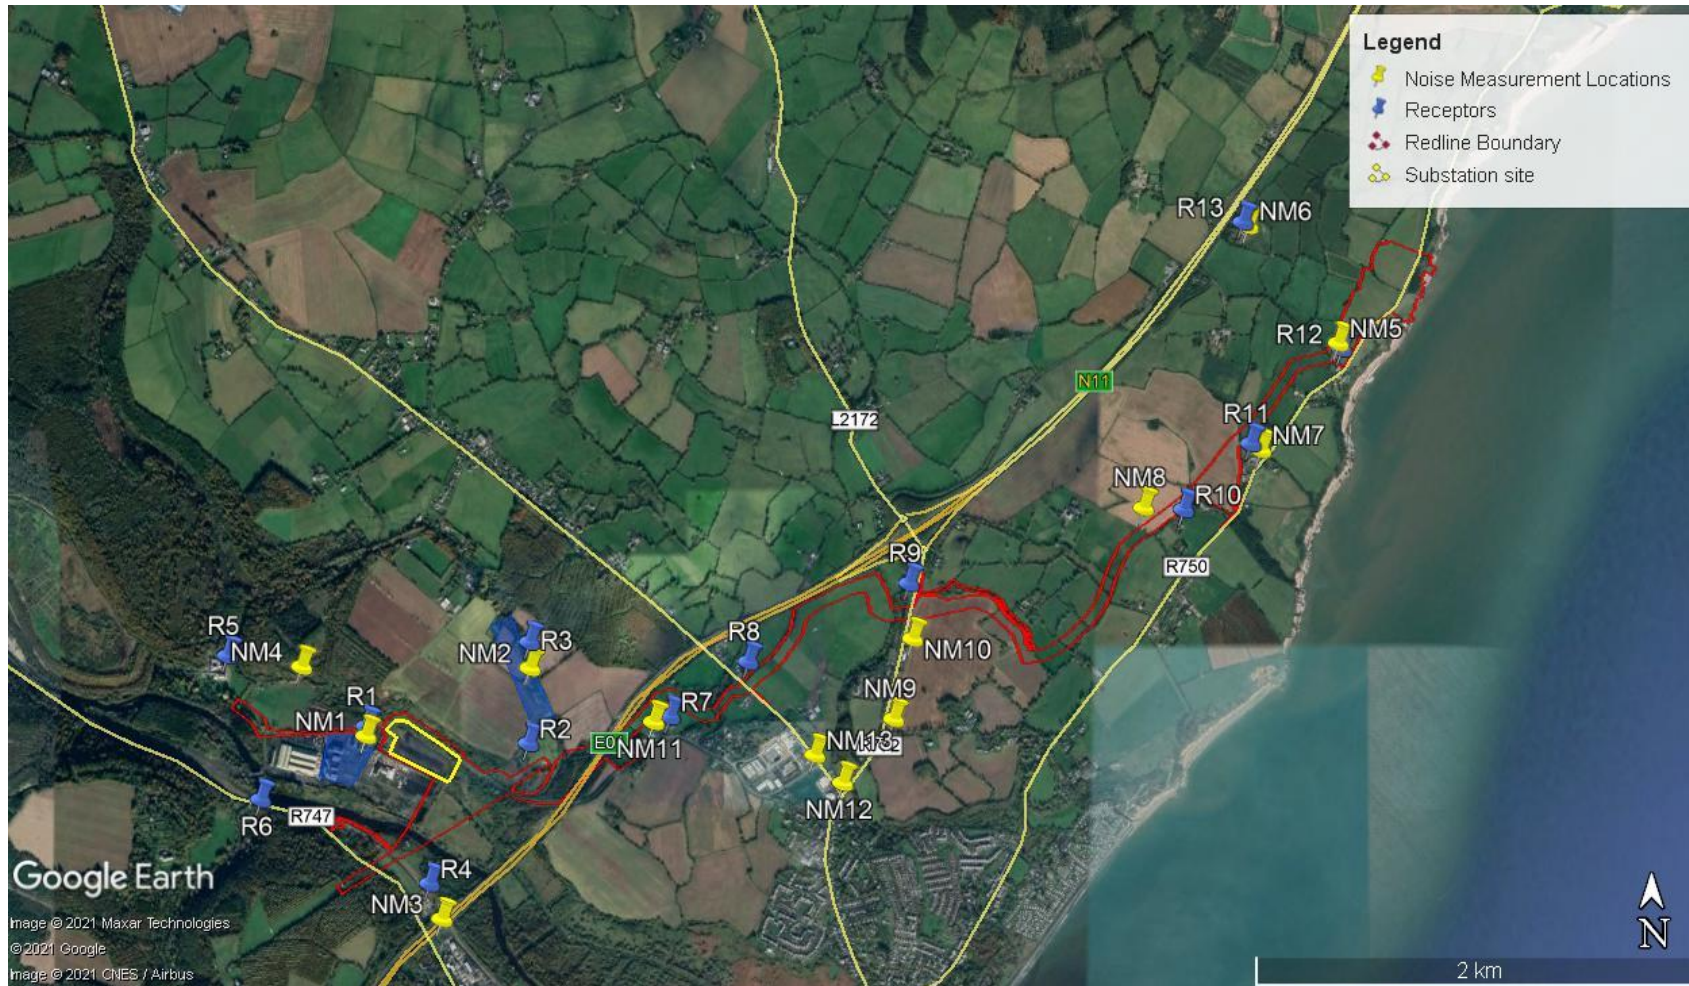 Legend
Noise Measurement Locations
Receptors
Redline Boundary
Substation site
R13
NM6
R12
NM5
N11
L2172
R11
NM7
NM8
R10
R750
R9
R5
NM4
NM2
R3
R8
NM10
R1
NM1
R2
R7
NM11
NM9
NM13
NM12
R6
R747
R4
NM3
Google Earth
Image © 2021 Maxar Technologies
© 2021 Google
Image © 2021 CNES / Airbus
N
2 km